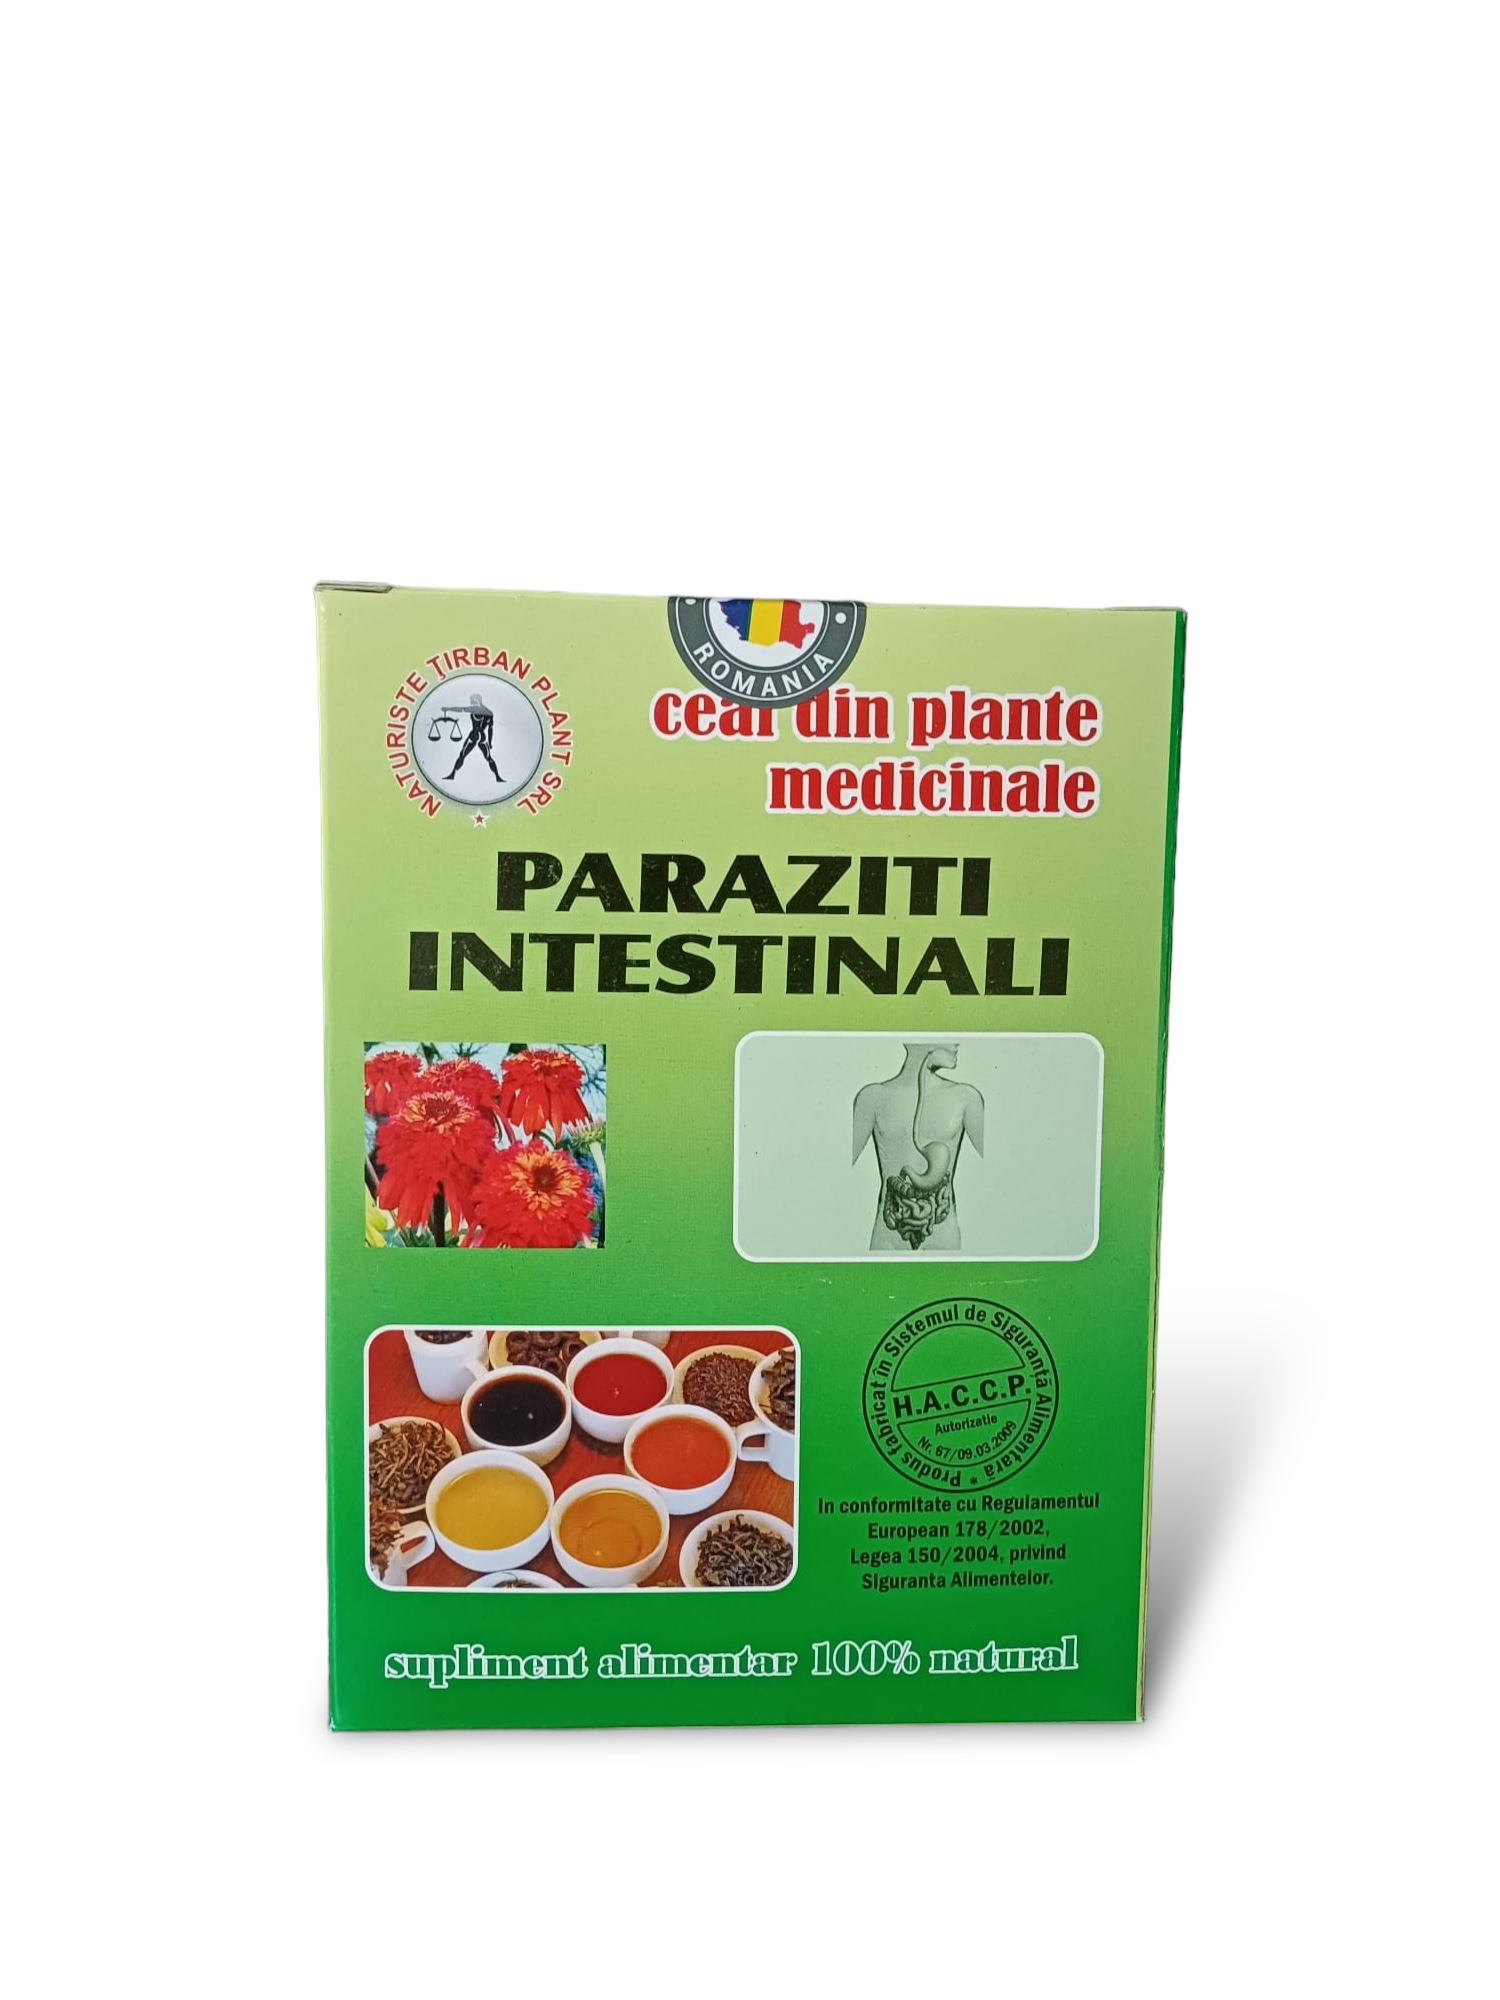 ROMANIA
NATURISTE ȚIRBAN PLANT SRL
ceai din plante
medicinale
PARAZITI
INTESTINALI
Produs fabricat în Sistemul de Siguranță Alimentară *
H.A.C.C.P.
Autorizatie
Nr. 67/09.03.2009
In conformitate cu Regulamentul
European 178/2002,
Legea 150/2004, privind
Siguranta Alimentelor.
supliment alimentar 100% natural